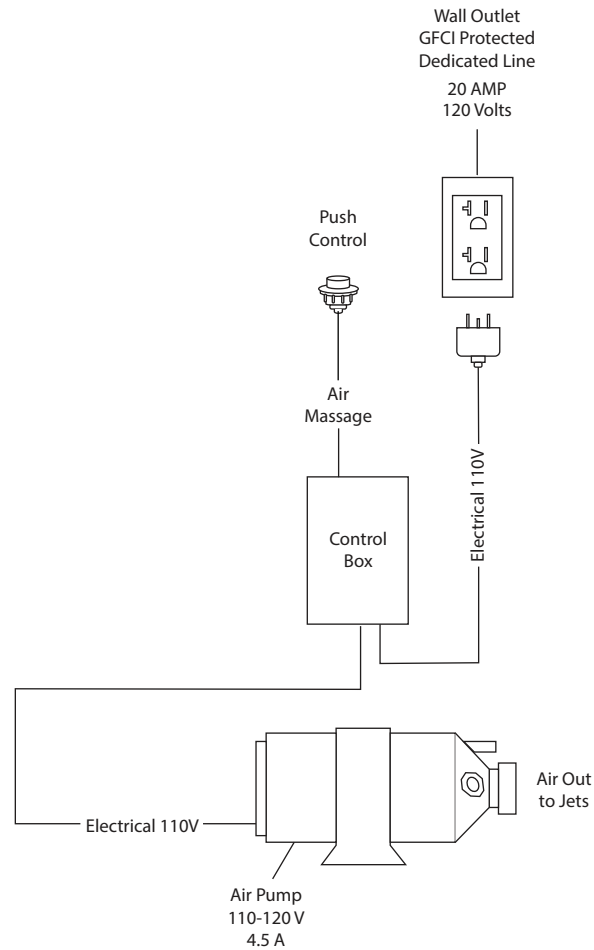 Wall Outlet
GFCI Protected
Dedicated Line
20 AMP
120 Volts
Push
Control
Air
Massage
Electrical 110V
Control
Box
Air Out
to Jets
Electrical 110V
Air Pump
110-120 V
4.5 A